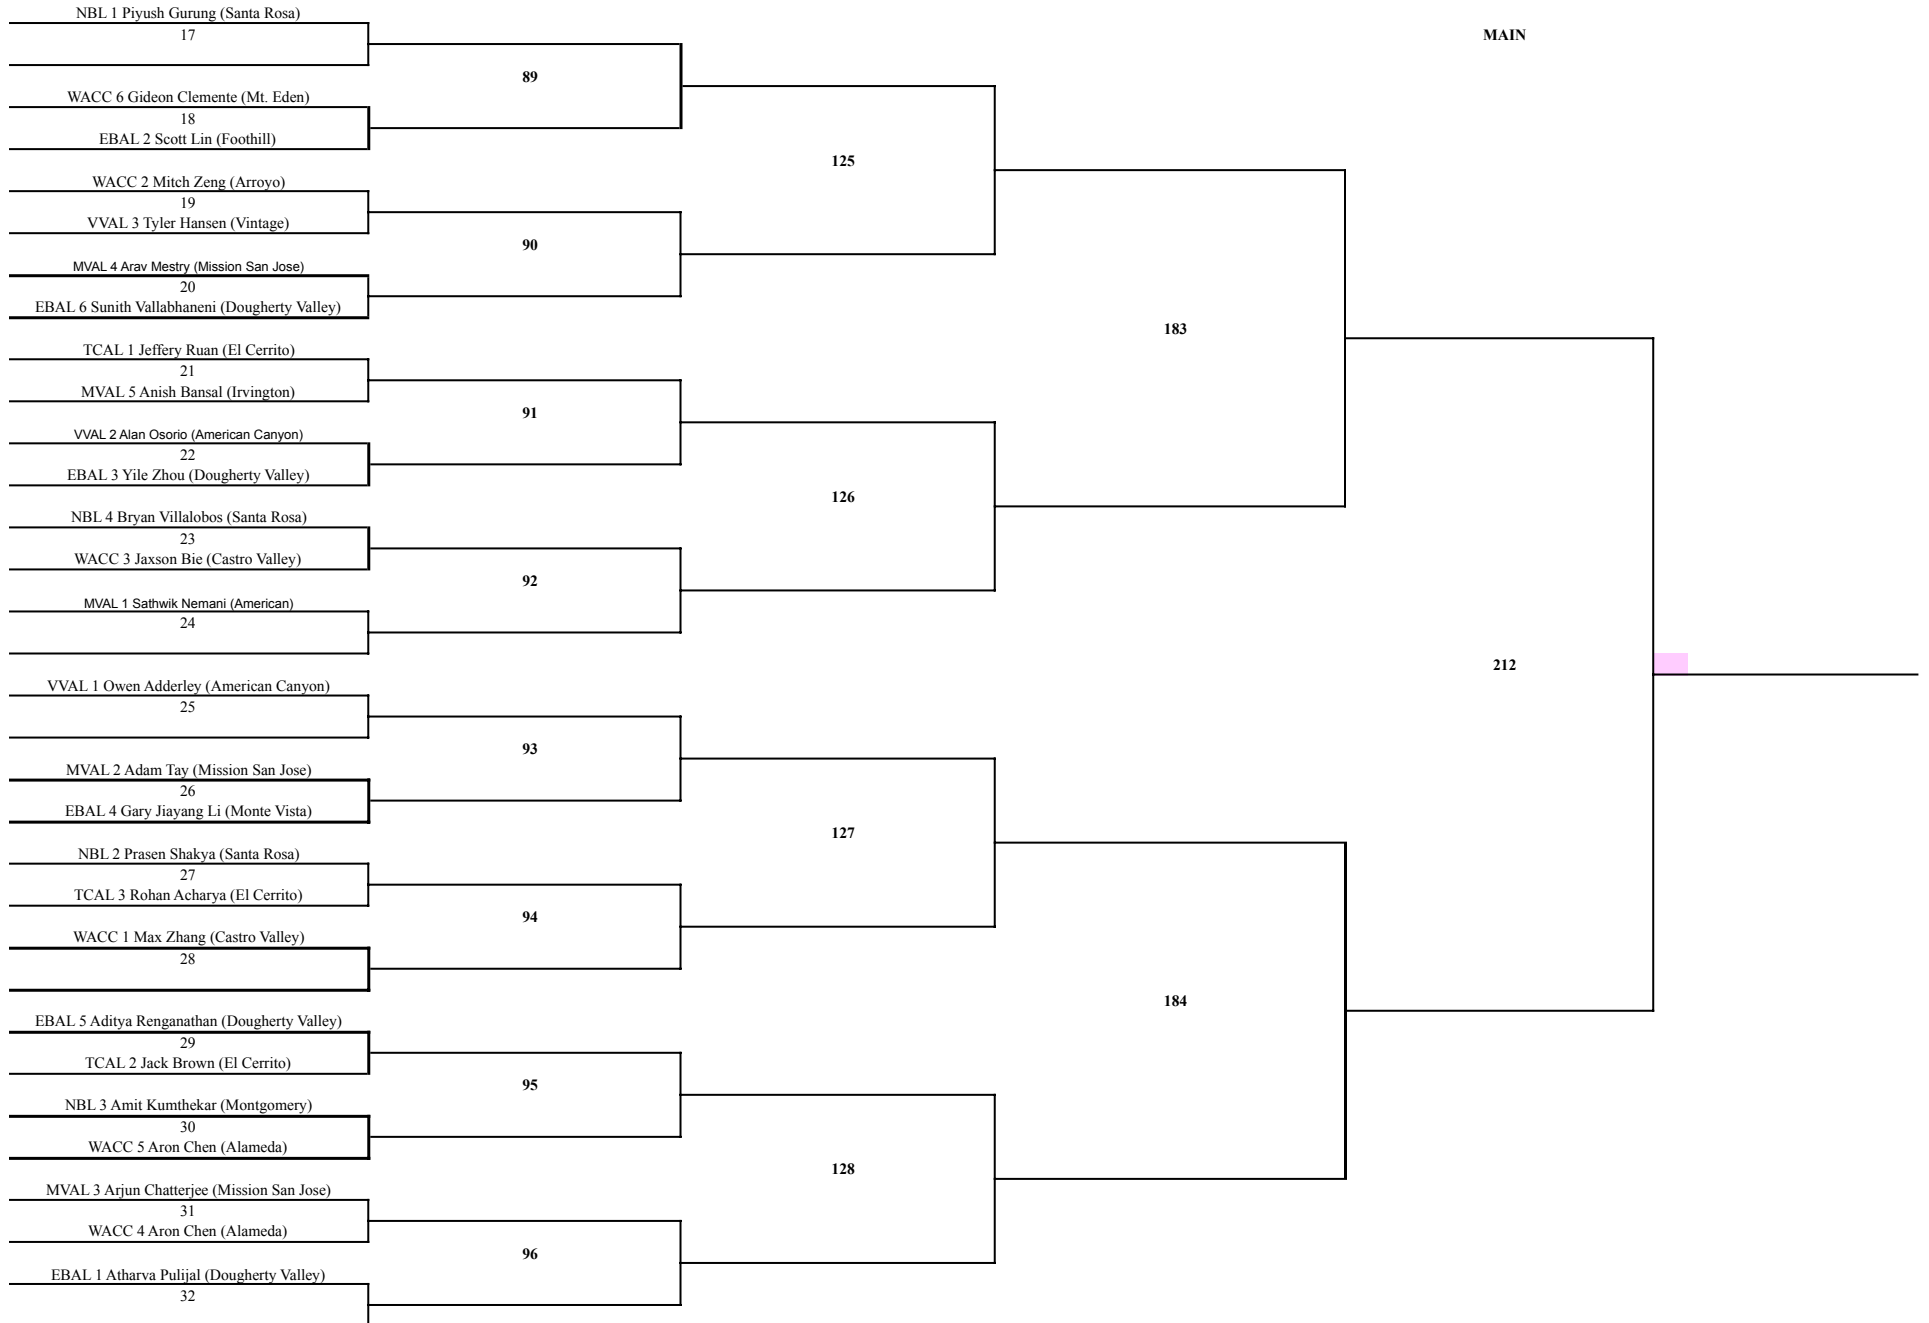 NBL 1 Piyush Gurung (Santa Rosa)
17
MAIN
89
WACC 6 Gideon Clemente (Mt. Eden)
18
EBAL 2 Scott Lin (Foothill)
125
WACC 2 Mitch Zeng (Arroyo)
19
VVAL 3 Tyler Hansen (Vintage)
90
MVAL 4 Arav Mestry (Mission San Jose)
20
EBAL 6 Sunith Vallabhaneni (Dougherty Valley)
183
TCAL 1 Jeffery Ruan (El Cerrito)
21
MVAL 5 Anish Bansal (Irvington)
91
VVAL 2 Alan Osorio (American Canyon)
22
EBAL 3 Yile Zhou (Dougherty Valley)
126
NBL 4 Bryan Villalobos (Santa Rosa)
23
WACC 3 Jaxson Bie (Castro Valley)
92
MVAL 1 Sathwik Nemani (American)
24
212
VVAL 1 Owen Adderley (American Canyon)
25
93
MVAL 2 Adam Tay (Mission San Jose)
26
EBAL 4 Gary Jiayang Li (Monte Vista)
127
NBL 2 Prasen Shakya (Santa Rosa)
27
TCAL 3 Rohan Acharya (El Cerrito)
94
WACC 1 Max Zhang (Castro Valley)
28
184
EBAL 5 Aditya Renganathan (Dougherty Valley)
29
TCAL 2 Jack Brown (El Cerrito)
95
NBL 3 Amit Kumthekar (Montgomery)
30
WACC 5 Aron Chen (Alameda)
128
MVAL 3 Arjun Chatterjee (Mission San Jose)
31
WACC 4 Aron Chen (Alameda)
96
EBAL 1 Atharva Pulijal (Dougherty Valley)
32